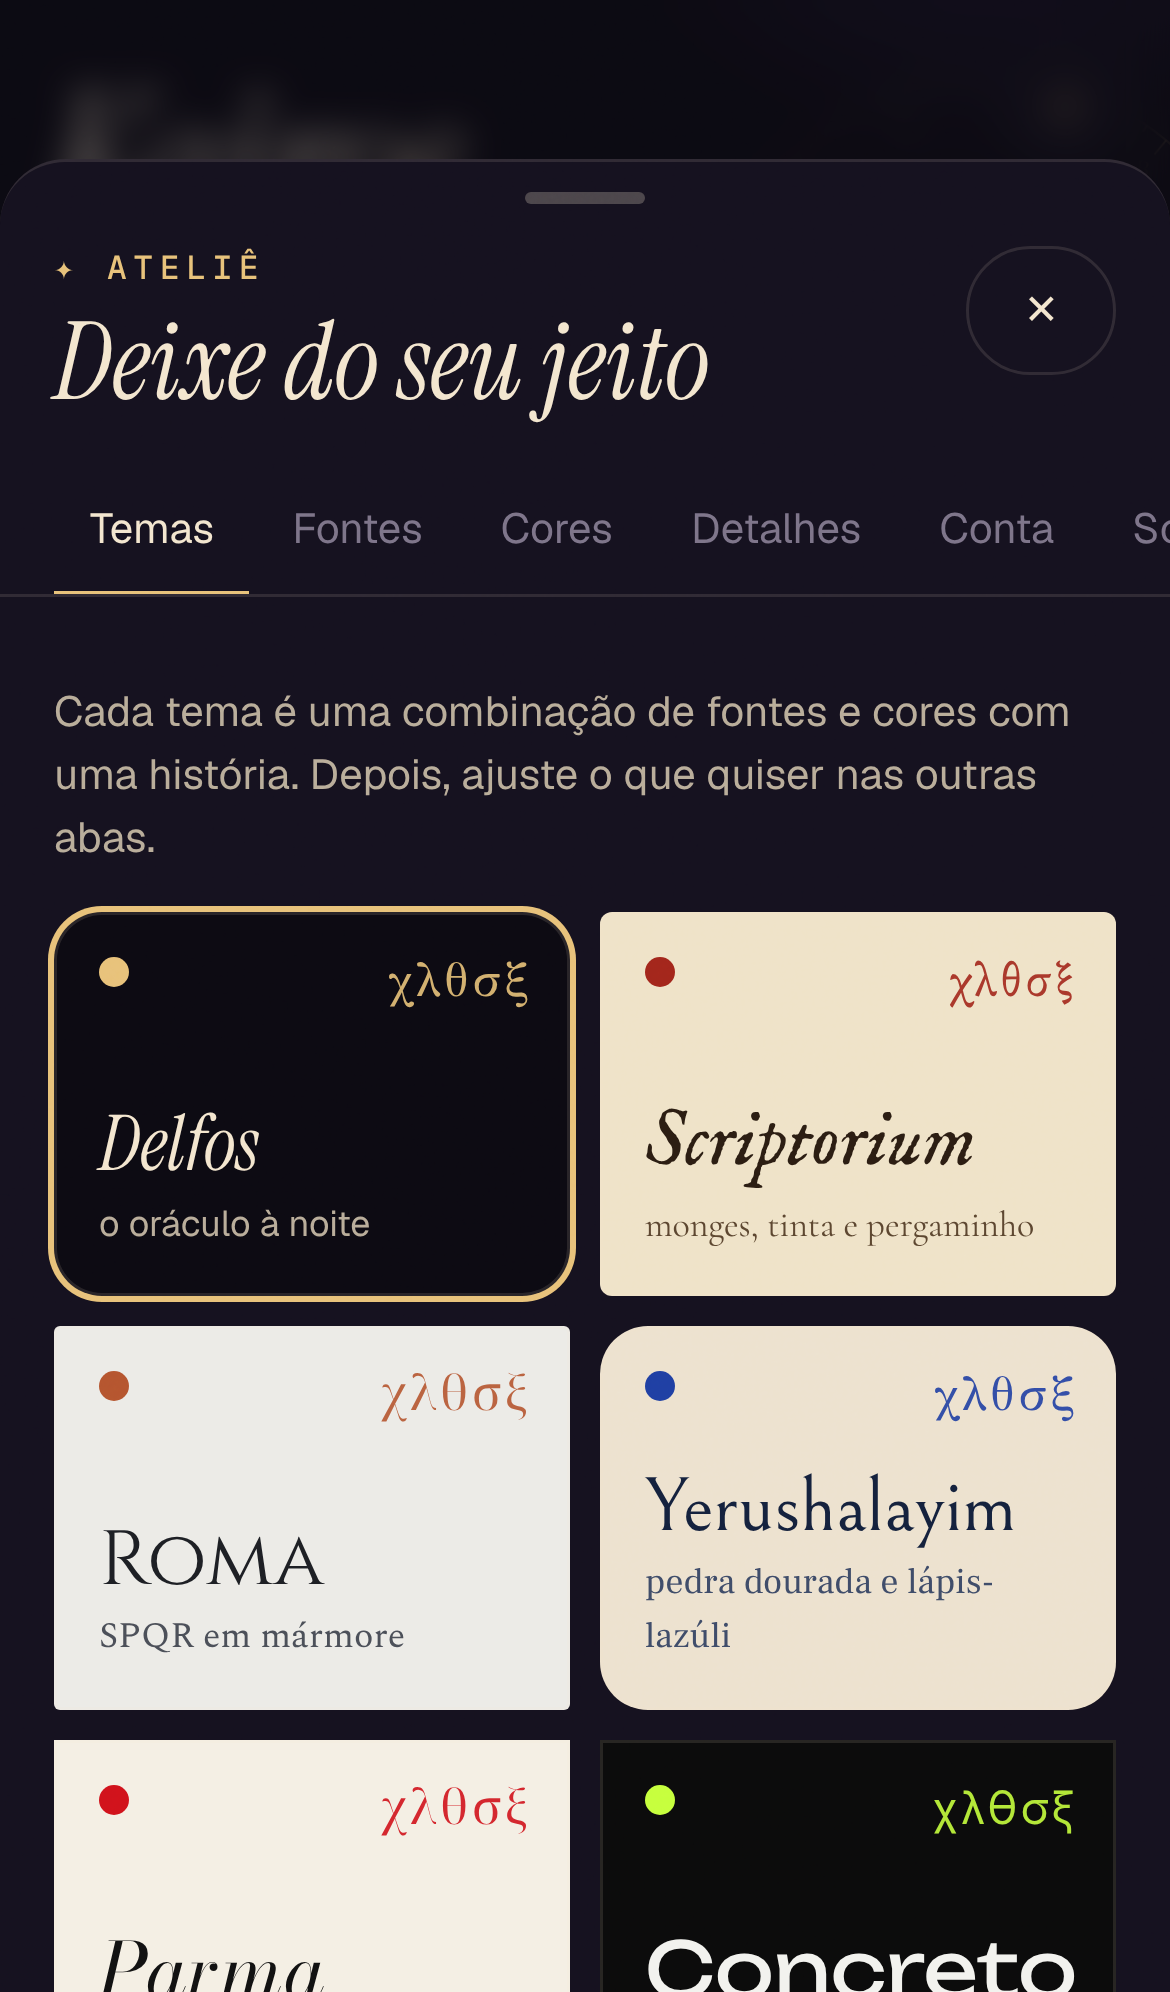 ✦ ATELIÊ
Deixe do seu jeito
×
Temas Fontes Cores Detalhes Conta
Cada tema é uma combinação de fontes e cores com
uma história. Depois, ajuste o que quiser nas outras
abas.
χλθσξ
Delfos
o oráculo à noite
χλθσξ
Scriptorium
monges, tinta e pergaminho
χλθσξ
Roma
SPQR em mármore
χλθσξ
Yerushalayim
pedra dourada e lápis-
lazúli
χλθσξ
Parma
χλθσξ
Concreto